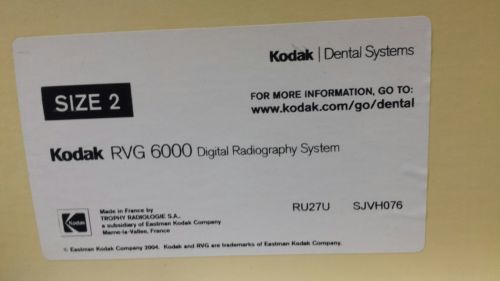 Kodak | Dental Systems
SIZE 2
FOR MORE INFORMATION, GO TO:
www.kodak.com/go/dental
Kodak RVG 6000 Digital Radiography System
Kodak
Made in France by
TROPHY RADIOLOGIE S.A.,
a subsidiary of Eastman Kodak Company
Marne-la-Vallee, France
RU27U SJVH076
© Eastman Kodak Company 2004. Kodak and RVG are trademarks of Eastman Kodak Company.